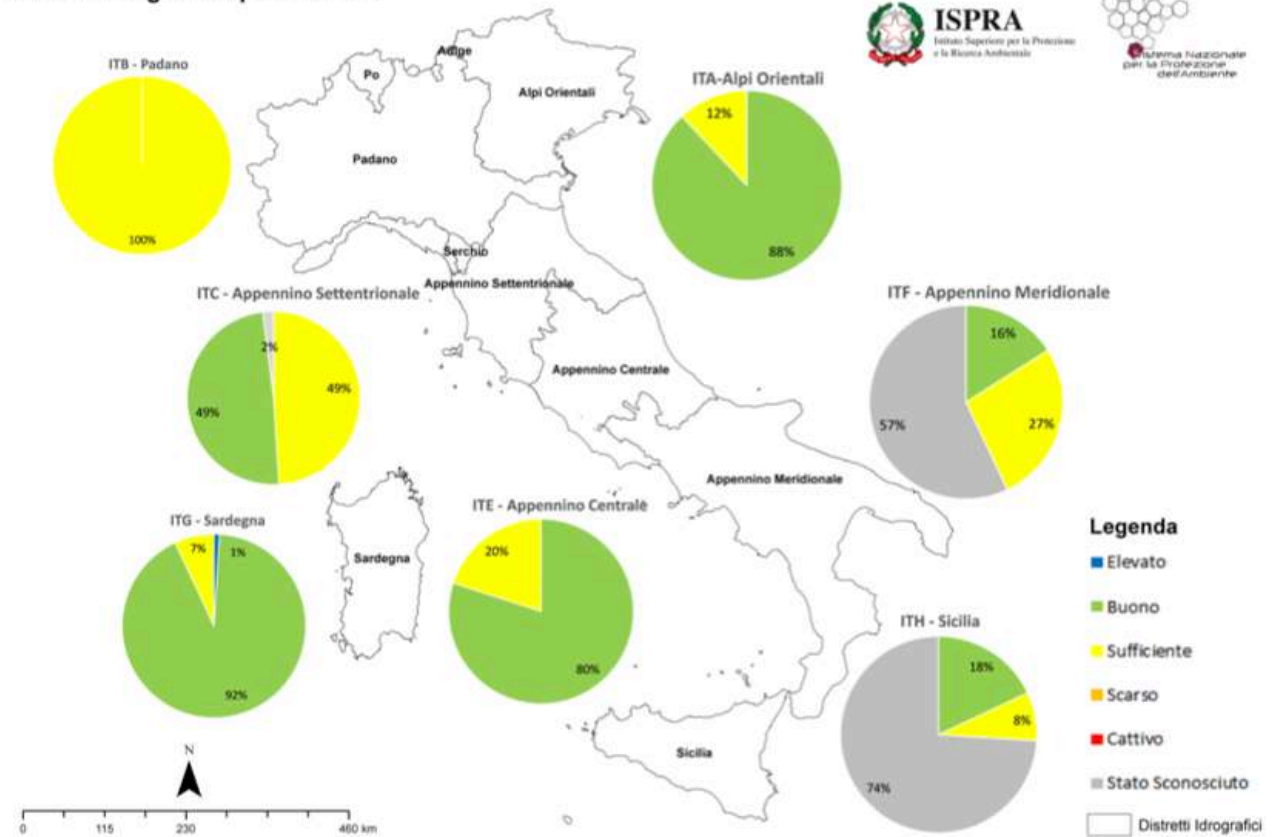 ISPRA
Istituto Superiore per la Protezione
e la Ricerca Ambientale
Sistema Nazionale
per la Protezione
dell'Ambiente
ITB - Padano
100%
Po
Adige
Alpi Orientali
Padano
ITA-Alpi Orientali
12%
88%
Serchio
Appennino Settentrionale
ITC - Appennino Settentrionale
2%
49%
49%
Appennino Centrale
ITF - Appennino Meridionale
16%
27%
57%
Appennino Meridionale
ITG - Sardegna
7%
1%
92%
Sardegna
ITE - Appennino Centrale
20%
80%
ITH - Sicilia
18%
8%
74%
Sicilia
Legenda
Elevato
Buono
Sufficiente
Scarso
Cattivo
Stato Sconosciuto
Distretti Idrografici
N
0
115
230
460 km